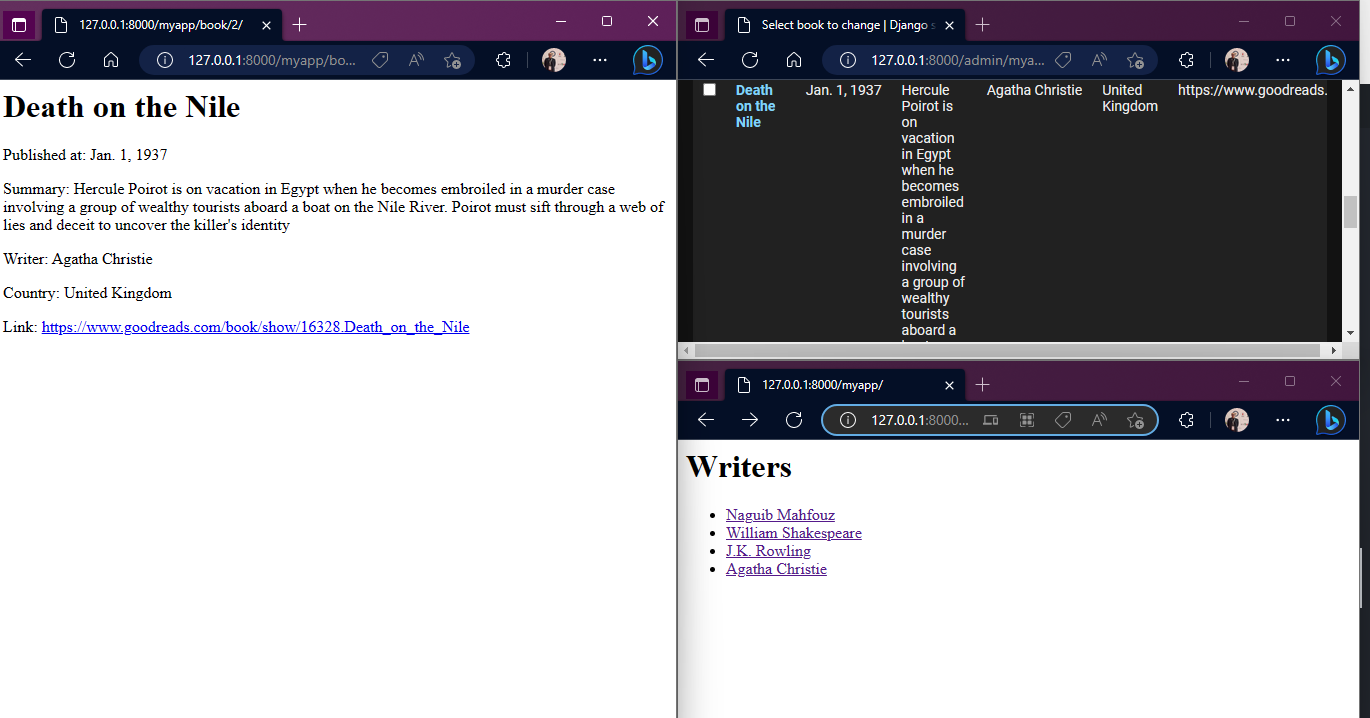 127.0.0.1:8000/myapp/book/2/
127.0.0.1:8000/myapp/bo...
Death on the Nile
Published at: Jan. 1, 1937
Summary: Hercule Poirot is on vacation in Egypt when he becomes embroiled in a murder case
involving a group of wealthy tourists aboard a boat on the Nile River. Poirot must sift through a web of
lies and deceit to uncover the killer's identity
Writer: Agatha Christie
Country: United Kingdom
Link: https://www.goodreads.com/book/show/16328.Death_on_the_Nile
Select book to change | Django s
127.0.0.1:8000/admin/mya...
Death
on the
Nile
Jan. 1, 1937
Hercule
Poirot is
on
vacation
in Egypt
when he
becomes
embroiled
in a
murder
case
involving
a group of
wealthy
tourists
aboard a
Agatha Christie
United
Kingdom
https://www.goodreads.
127.0.0.1:8000/myapp/
127.0.0.1:8000...
Writers
Naguib Mahfouz
William Shakespeare
J.K. Rowling
Agatha Christie